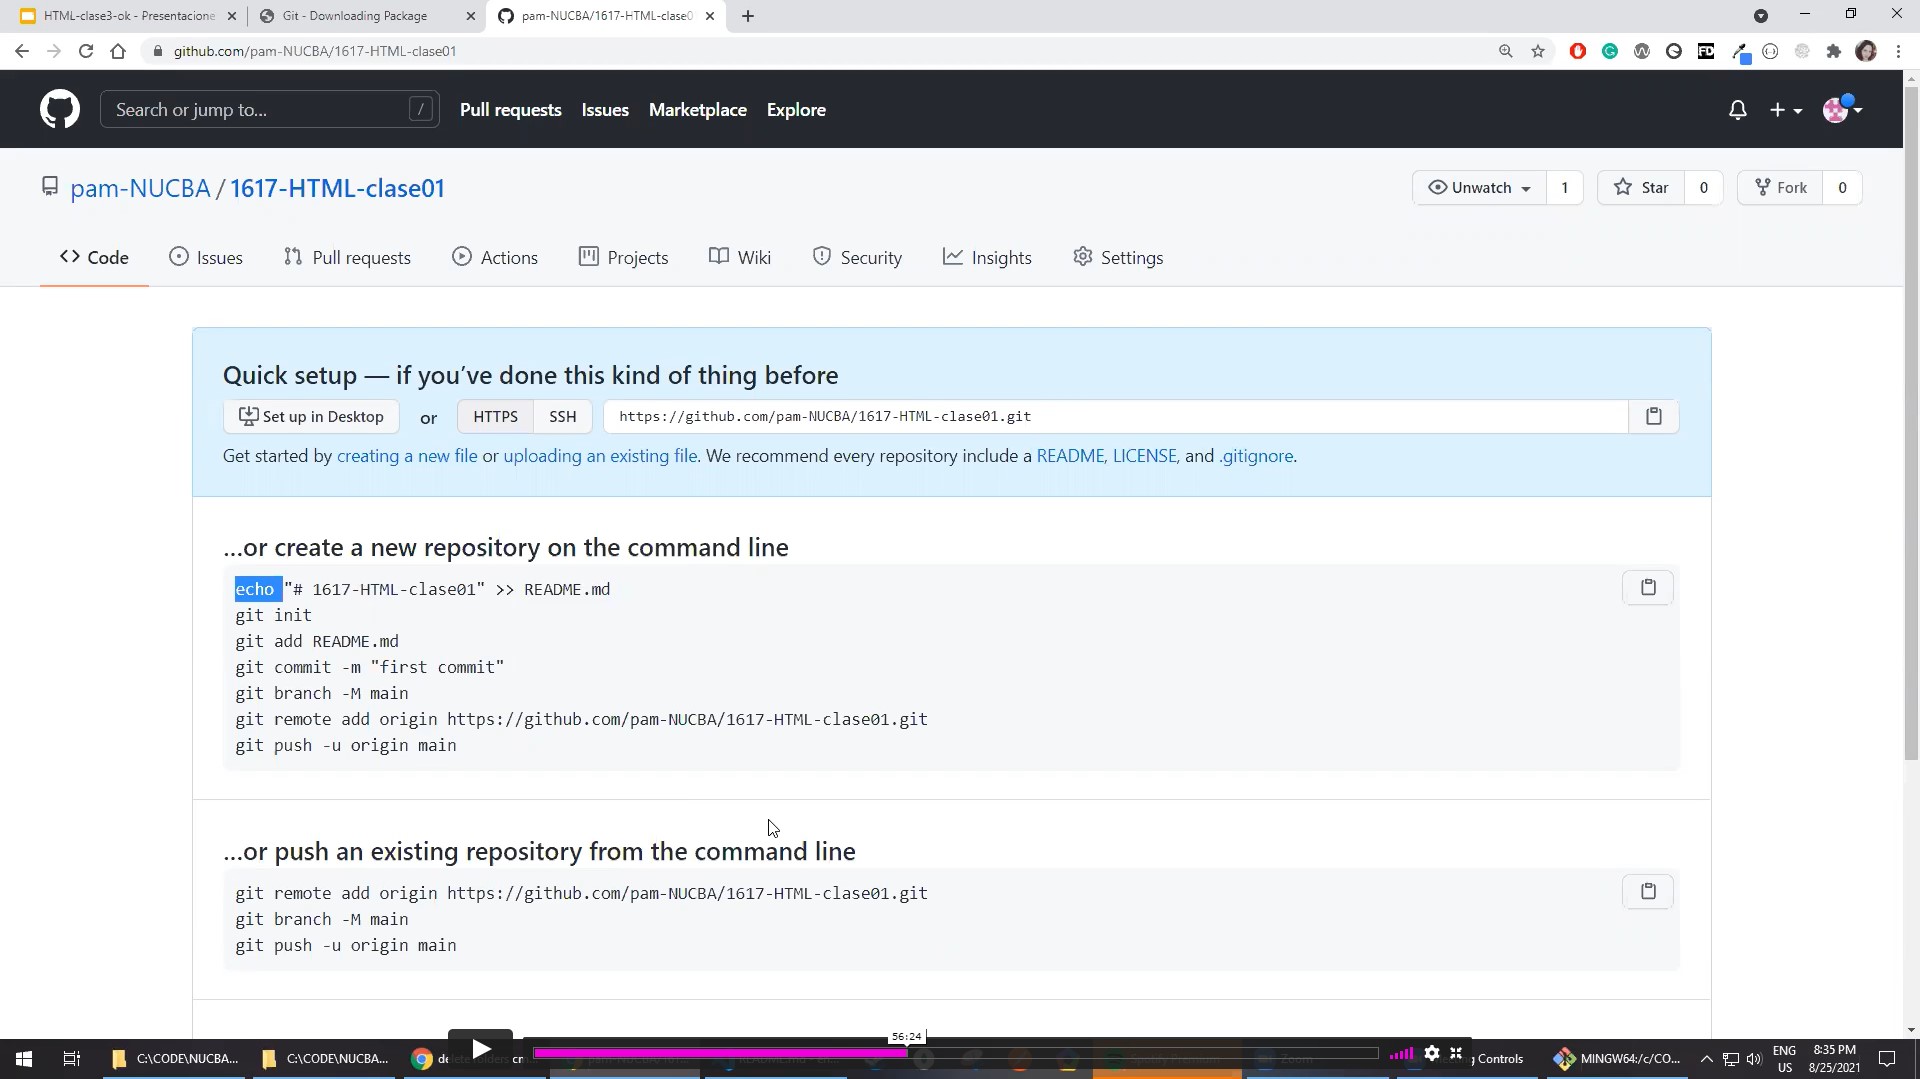 HTML-clase3-ok - Presentacione
Git - Downloading Package
pam-NUCBA/1617-HTML-clase0
github.com/pam-NUCBA/1617-HTML-clase01
Search or jump to... /
Pull requests Issues Marketplace Explore
pam-NUCBA / 1617-HTML-clase01
Unwatch 1 Star 0 Fork 0
Code Issues Pull requests Actions Projects Wiki Security Insights Settings
Quick setup — if you’ve done this kind of thing before
Set up in Desktop or HTTPS SSH https://github.com/pam-NUCBA/1617-HTML-clase01.git
Get started by creating a new file or uploading an existing file. We recommend every repository include a README, LICENSE, and .gitignore.
…or create a new repository on the command line
echo "# 1617-HTML-clase01" >> README.md
git init
git add README.md
git commit -m "first commit"
git branch -M main
git remote add origin https://github.com/pam-NUCBA/1617-HTML-clase01.git
git push -u origin main
…or push an existing repository from the command line
git remote add origin https://github.com/pam-NUCBA/1617-HTML-clase01.git
git branch -M main
git push -u origin main
56:24
C:\CODE\NUCBA... C:\CODE\NUCBA... Zoom Controls MINGW64:/c/CO...
ENG
US
8:35 PM
8/25/2021